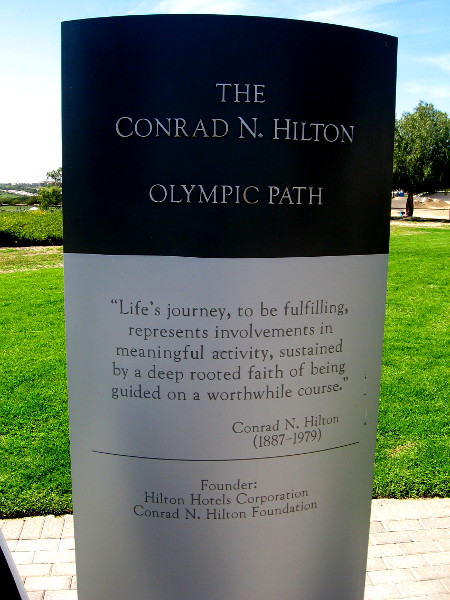 THE
CONRAD N. HILTON
OLYMPIC PATH
“Life's journey, to be fulfilling,
represents involvements in
meaningful activity, sustained
by a deep rooted faith of being
guided on a worthwhile course.”
Conrad N. Hilton
(1887-1979)
Founder:
Hilton Hotels Corporation
Conrad N. Hilton Foundation